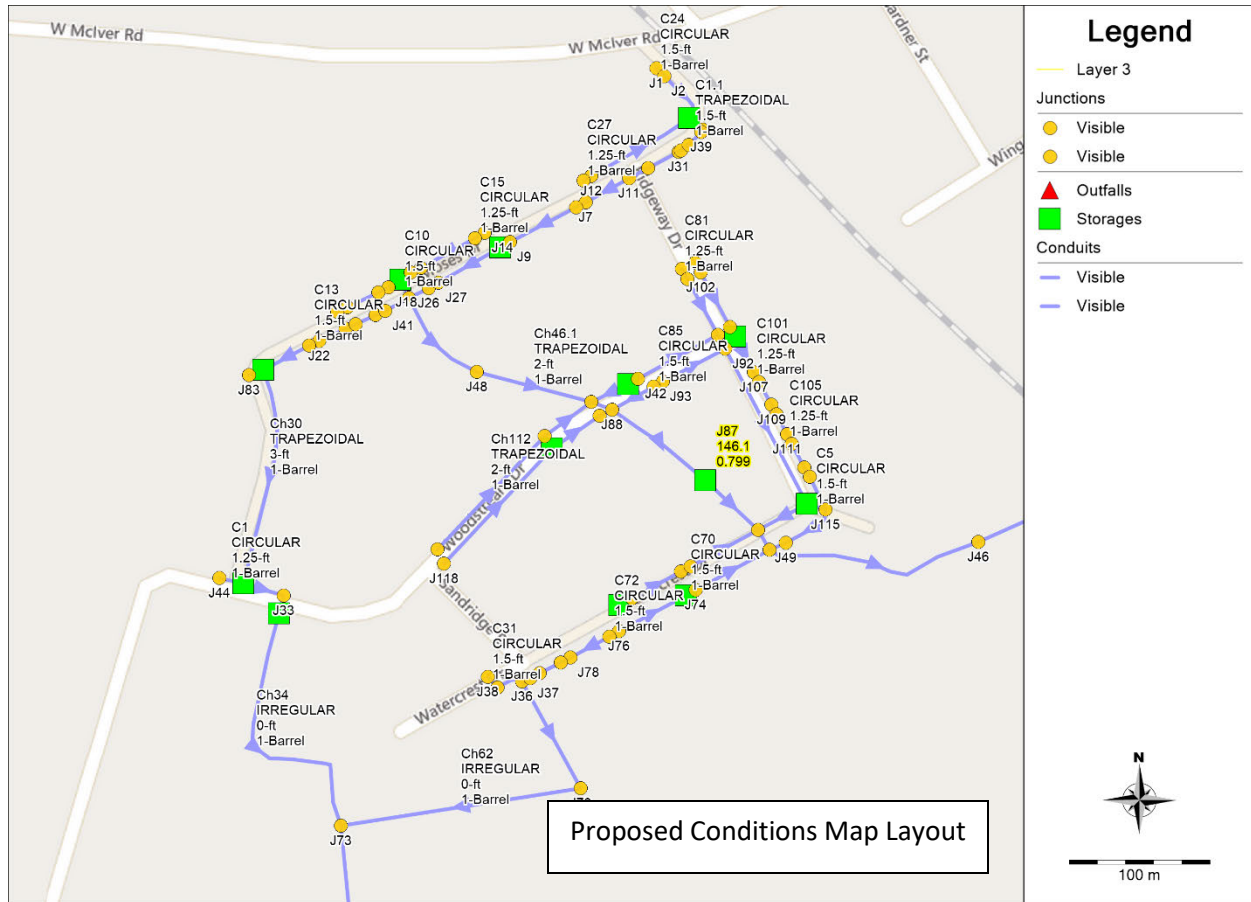 W McIver Rd
W McIver Rd
C24
CIRCULAR
1.5-ft
1-Barrel
J1
J2
C1.1
TRAPEZOIDAL
1.5-ft
1-Barrel
J39
J31
C27
CIRCULAR
1.25-ft
1-Barrel
J12
J11
J7
C15
CIRCULAR
1.25-ft
1-Barrel
J14
J9
C10
CIRCULAR
1.5-ft
1-Barrel
J18
J26
J27
C13
CIRCULAR
1.5-ft
1-Barrel
J41
J22
J83
J48
C81
CIRCULAR
1.25-ft
1-Barrel
J102
Ch46.1
TRAPEZOIDAL
2-ft
1-Barrel
C85
CIRCULAR
1.5-ft
1-Barrel
J42
J93
J88
C101
CIRCULAR
1.25-ft
1-Barrel
J92
J107
C105
CIRCULAR
1.25-ft
1-Barrel
J109
J111
C5
CIRCULAR
1.5-ft
1-Barrel
J115
J87
146.1
0.799
Ch30
TRAPEZOIDAL
3-ft
1-Barrel
Ch112
TRAPEZOIDAL
2-ft
1-Barrel
C1
CIRCULAR
1.25-ft
1-Barrel
J44
J33
J118
C70
CIRCULAR
1.5-ft
1-Barrel
J49
J46
J74
C72
CIRCULAR
1.5-ft
1-Barrel
J76
J78
C31
CIRCULAR
1.5-ft
1-Barrel
J38
J36
J37
Ch34
IRREGULAR
0-ft
1-Barrel
Ch62
IRREGULAR
0-ft
1-Barrel
J73
Proposed Conditions Map Layout
Legend
Layer 3
Junctions
Visible
Visible
Outfalls
Storages
Conduits
Visible
Visible
N
100 m